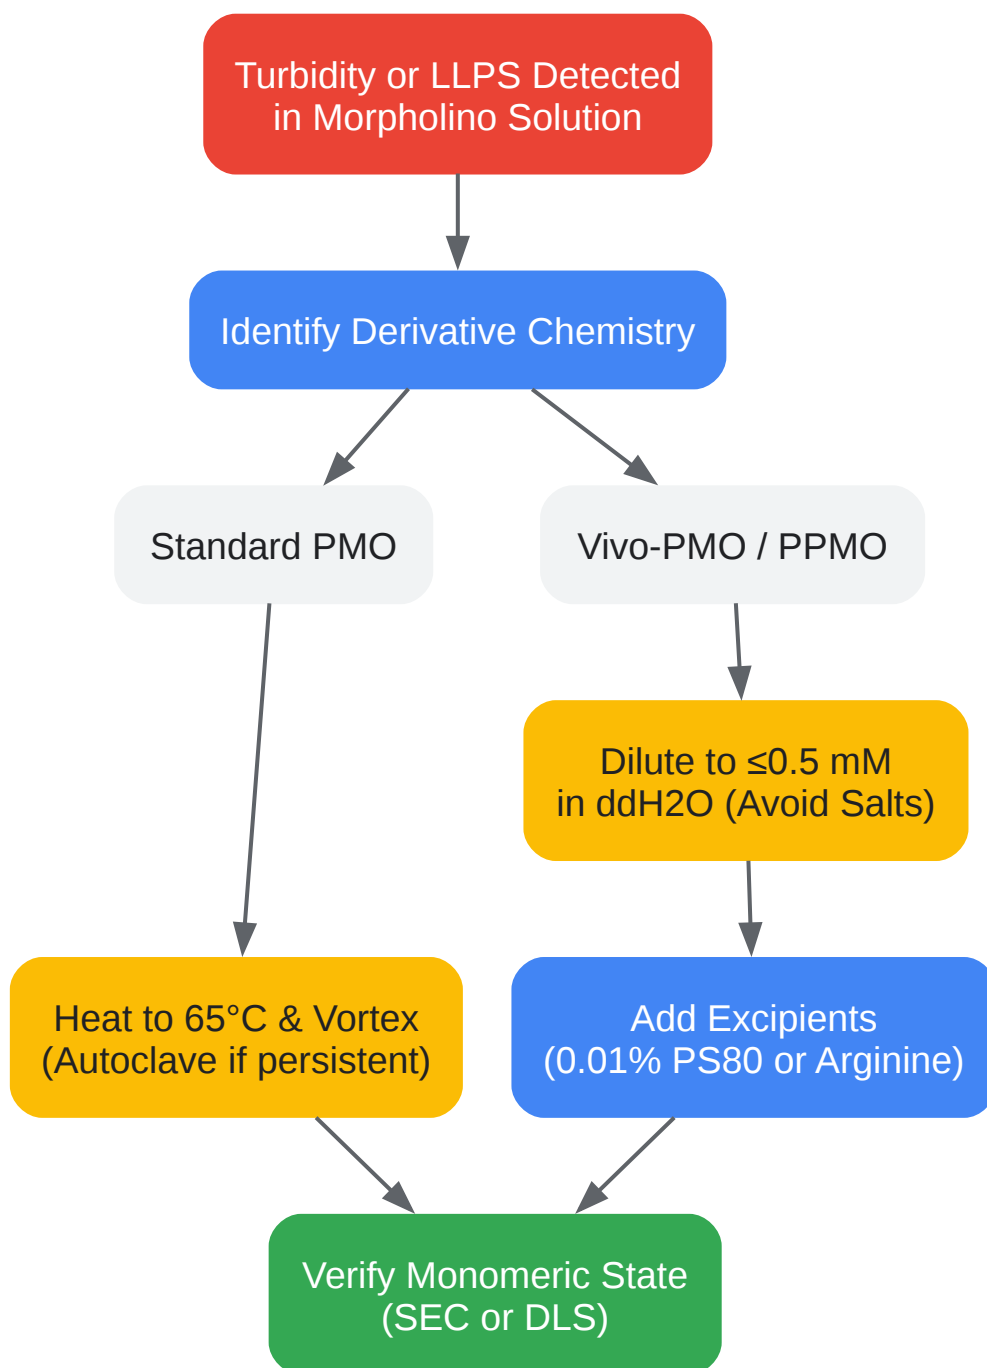 Turbidity or LLPS Detected
in Morpholino Solution
Identify Derivative Chemistry
Standard PMO
Vivo-PMO / PPMO
Dilute to ≤0.5 mM
in ddH2O (Avoid Salts)
Heat to 65°C & Vortex
(Autoclave if persistent)
Add Excipients
(0.01% PS80 or Arginine)
Verify Monomeric State
(SEC or DLS)